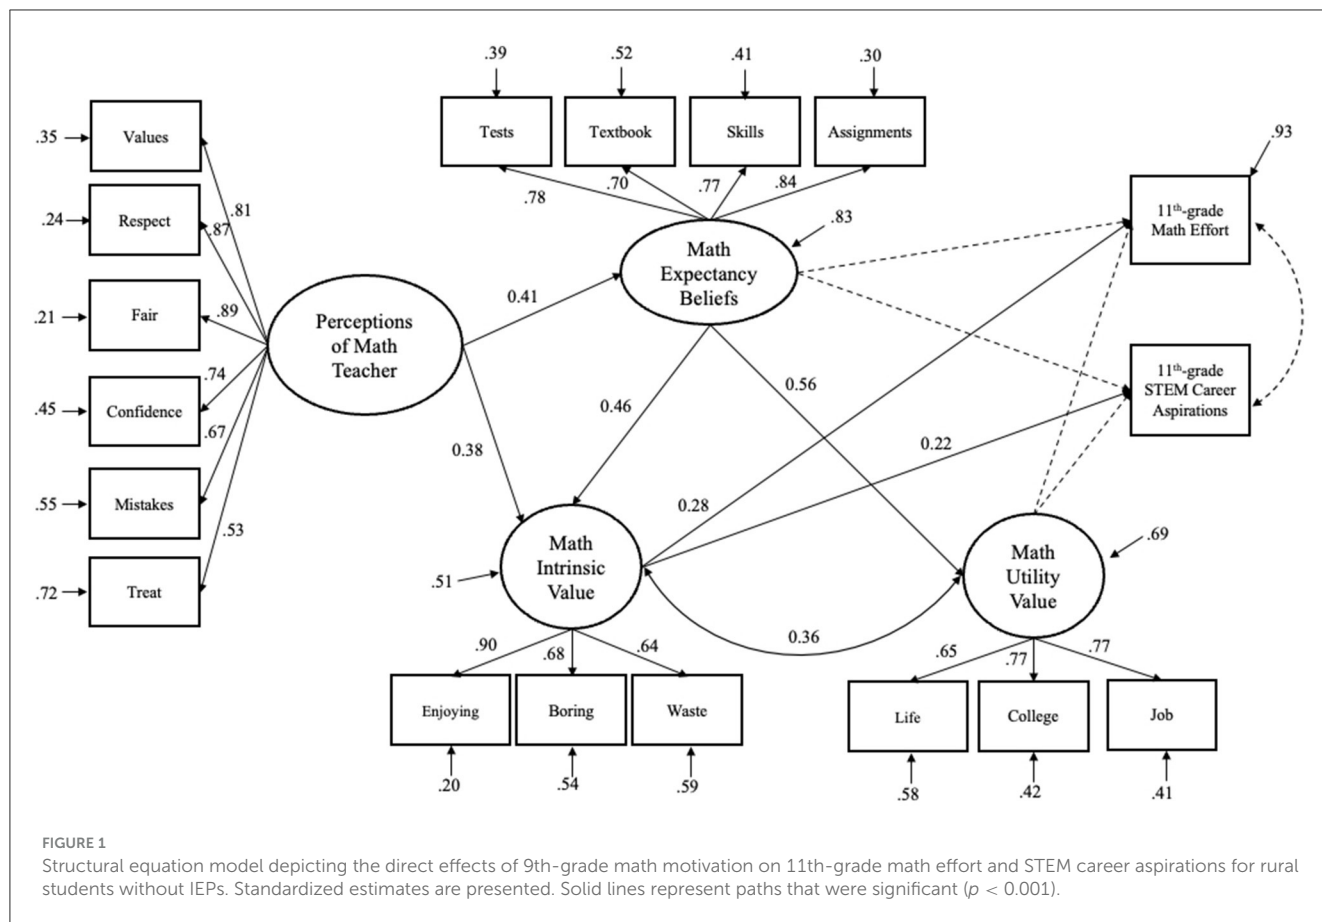 .39
.52
.41
.30
Tests
Textbook
Skills
Assignments
.78
.70
.77
.84
.35
Values
.24
Respect
.21
Fair
.45
Confidence
.55
Mistakes
.72
Treat
.81
.87
.89
.74
.67
.53
Perceptions
of Math
Teacher
0.41
0.38
Math
Expectancy
Beliefs
.83
0.46
0.56
.93
11th-grade
Math Effort
11th-grade
STEM Career
Aspirations
0.28
0.22
.51
Math
Intrinsic
Value
0.36
Math
Utility
Value
.69
.90
.68
.64
Enjoying
Boring
Waste
.20
.54
.59
.65
.77
.77
Life
College
Job
.58
.42
.41
FIGURE 1
Structural equation model depicting the direct effects of 9th-grade math motivation on 11th-grade math effort and STEM career aspirations for rural
students without IEPs. Standardized estimates are presented. Solid lines represent paths that were significant (p < 0.001).